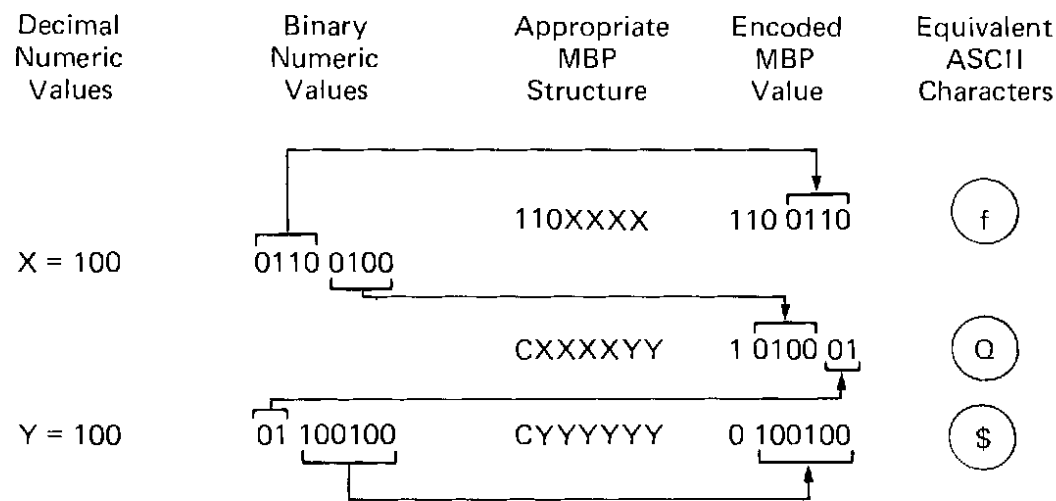 Decimal Binary Appropriate Encoded Equivalent
Numeric Numeric MBP MBP ASCII
Values Values Structure Value Characters
110XXXX 110 0110 f
X = 100 0110 0100
CXXXXYY 1 0100 01 Q
Y = 100 01 100100 CYYYYYY 0 100100 $